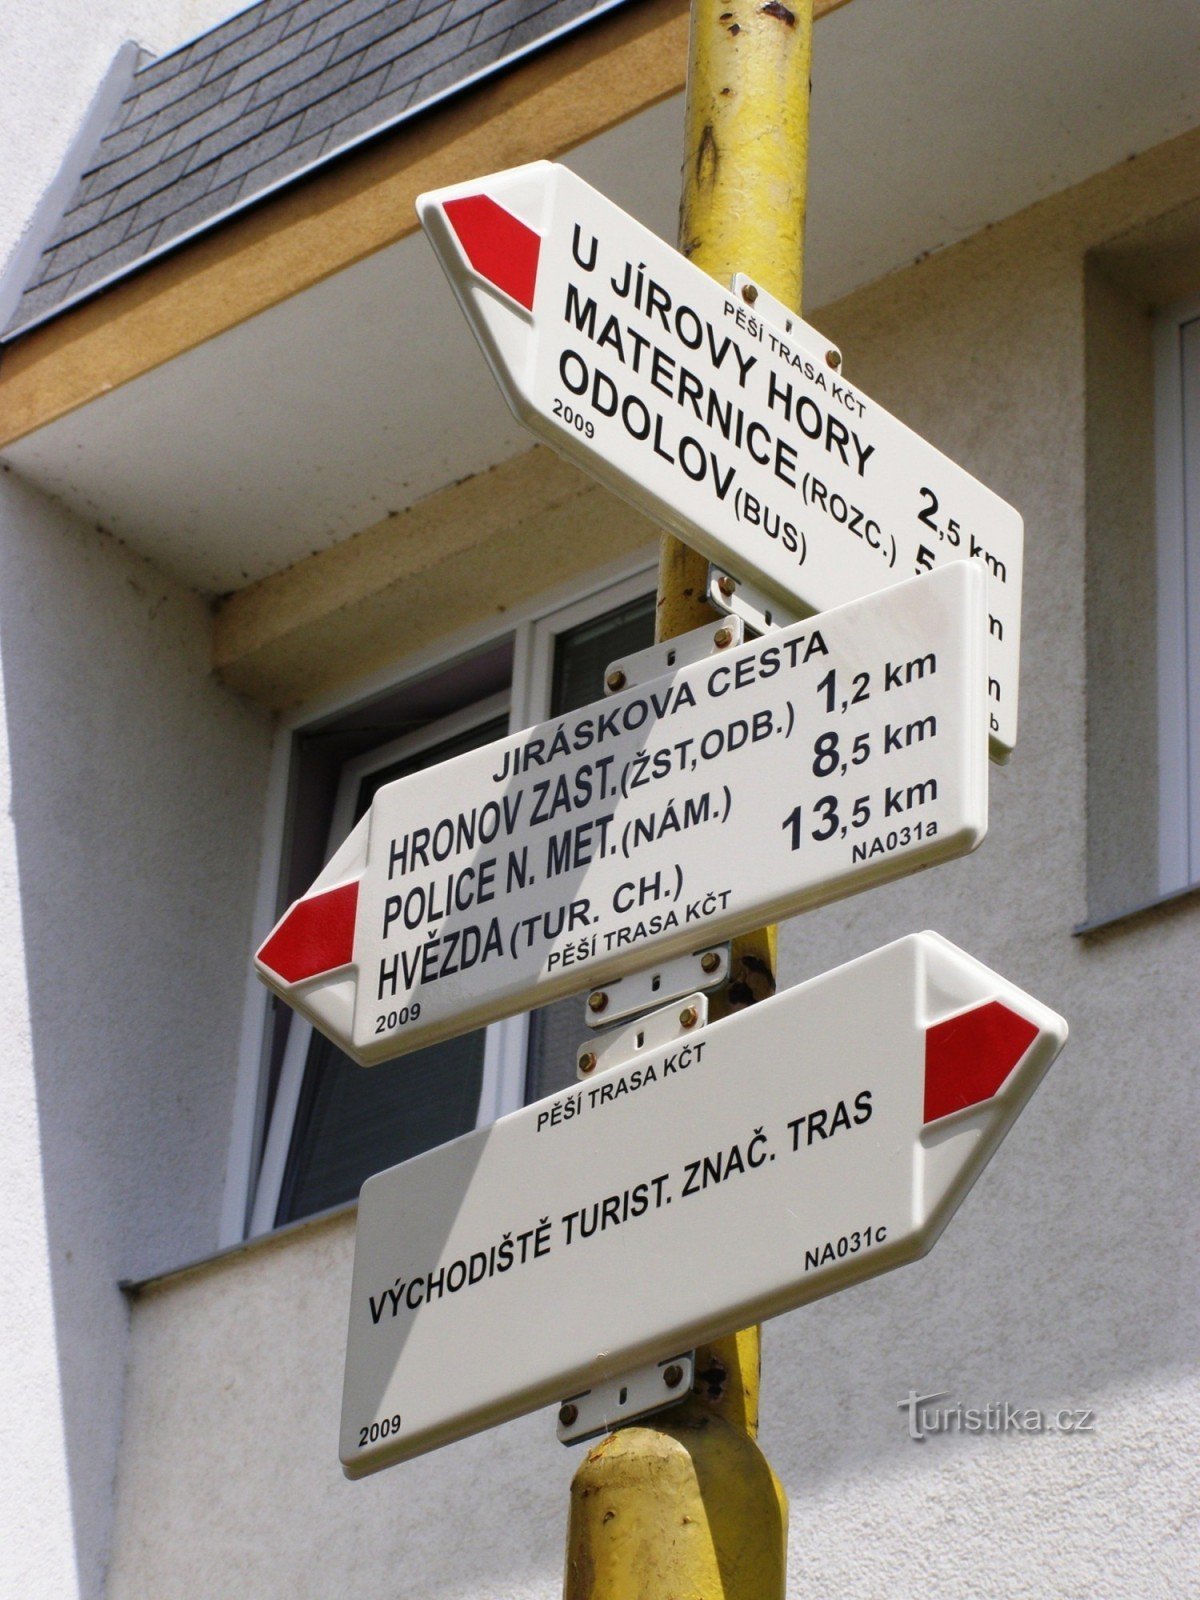 PĚŠÍ TRASA KČT
U JÍROVY HORY 2,5 km
MATERNICE (ROZC.) 5
ODOLOV (BUS)
2009
JIRÁSKOVA CESTA
HRONOV ZAST. (ŽST,ODB.) 1,2 km
POLICE N. MET. (NÁM.) 8,5 km
HVĚZDA (TUR. CH.) 13,5 km
2009 PĚŠÍ TRASA KČT NA031a
PĚŠÍ TRASA KČT
VÝCHODIŠTĚ TURIST. ZNAČ. TRAS
2009 NA031c
Turistika.cz